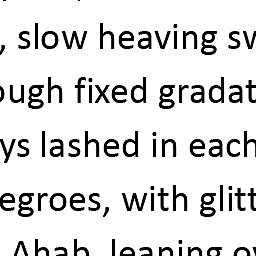 , slow heaving sw
ough fixed gradat
ys lashed in each
egroes, with glitt
Ahab, leaning ov